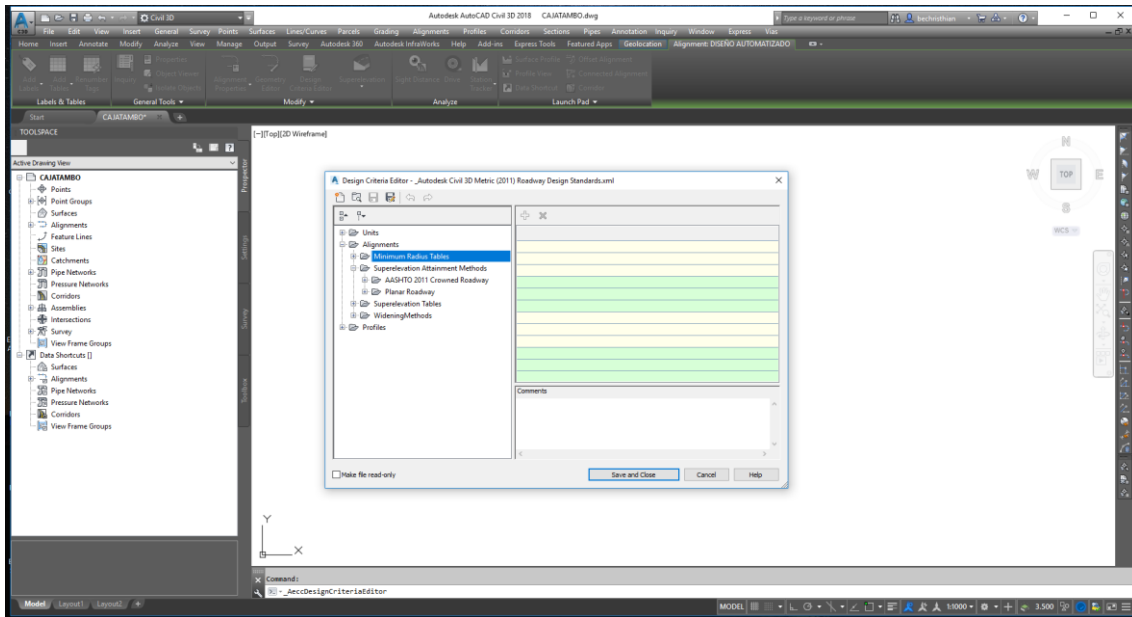 Civil 3D
Autodesk AutoCAD Civil 3D 2018 CAJATAMBO.dwg
Type a keyword or phrase
bechristhian
File Edit View Insert General Survey Points Surfaces Lines/Curves Parcels Grading Alignments Profiles Corridors Sections Pipes Annotation Inquiry Window Express Vias
Home Insert Annotate Modify Analyze View Manage Output Survey Autodesk 360 Autodesk InfraWorks Help Add-ins Express Tools Featured Apps Geolocation Alignment: DISEÑO AUTOMATIZADO
Labels & Tables General Tools Modify Analyze Launch Pad
Start CAJATAMBO*
TOOLSPACE
[−][Top][2D Wireframe]
Active Drawing View
CAJATAMBO
Points
Point Groups
Surfaces
Alignments
Feature Lines
Sites
Catchments
Pipe Networks
Pressure Networks
Corridors
Assemblies
Intersections
Survey
View Frame Groups
Data Shortcuts []
Surfaces
Alignments
Pipe Networks
Pressure Networks
Corridors
View Frame Groups
Prospector
Settings
Survey
Toolbox
Design Criteria Editor - _Autodesk Civil 3D Metric (2011) Roadway Design Standards.xml
Units
Alignments
Minimum Radius Tables
Superelevation Attainment Methods
AASHTO 2011 Crowned Roadway
Planar Roadway
Superelevation Tables
WideningMethods
Profiles
Comments
Make file read-only
Save and Close Cancel Help
N
W TOP E
S
WCS
Y
X
Command:
-_AeccDesignCriteriaEditor
Model Layout1 Layout2 +
MODEL 1:1000 3.500